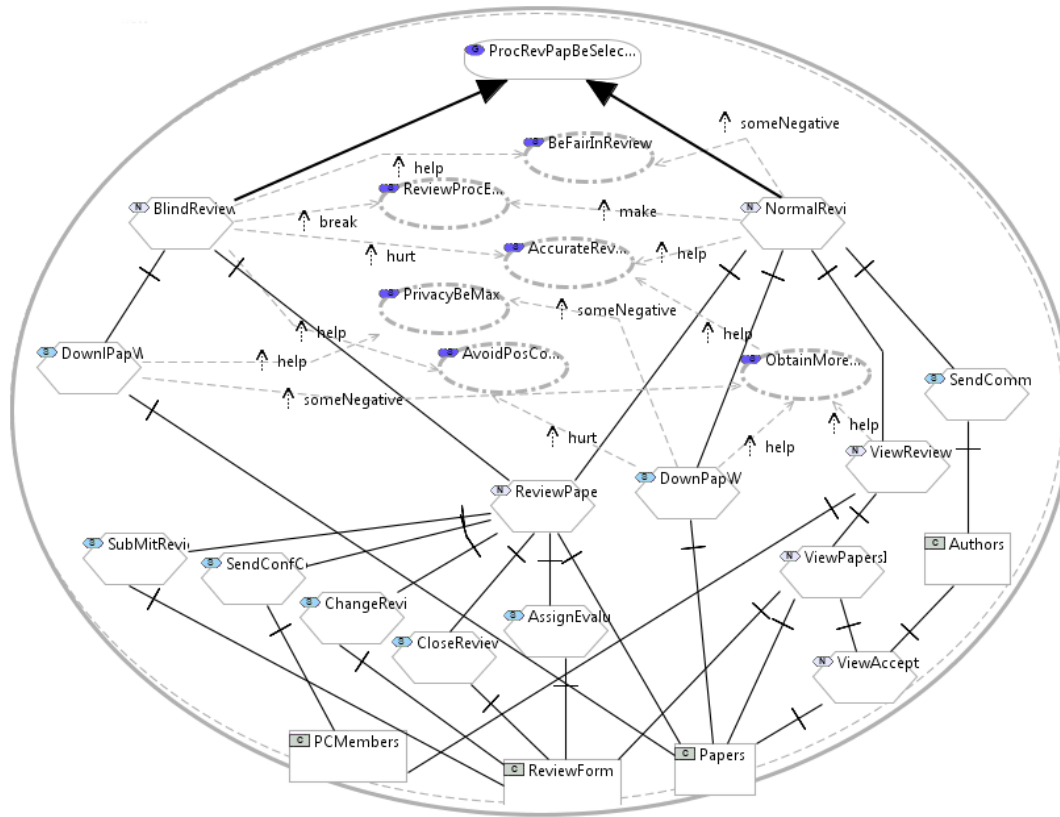 G ProcRevPapBeSelec...
someNegative
S BeFairInReview
help
S ReviewProcE...
N BlindReview
make
N NormalRevi
break
S AccurateRev...
help
hurt
S PrivacyBeMax
someNegative
help
help
S DownlPapW
S AvoidPosCo...
S ObtainMore...
help
S SendComm
someNegative
help
hurt
help
N ViewReview
N ReviewPape
S DownPapW
S SubMitRevi
C Authors
S SendConfC
N ViewPapersI
S ChangeRevi
S AssignEvalu
S CloseReview
N ViewAccept
C PCMembers
C ReviewForm
C Papers